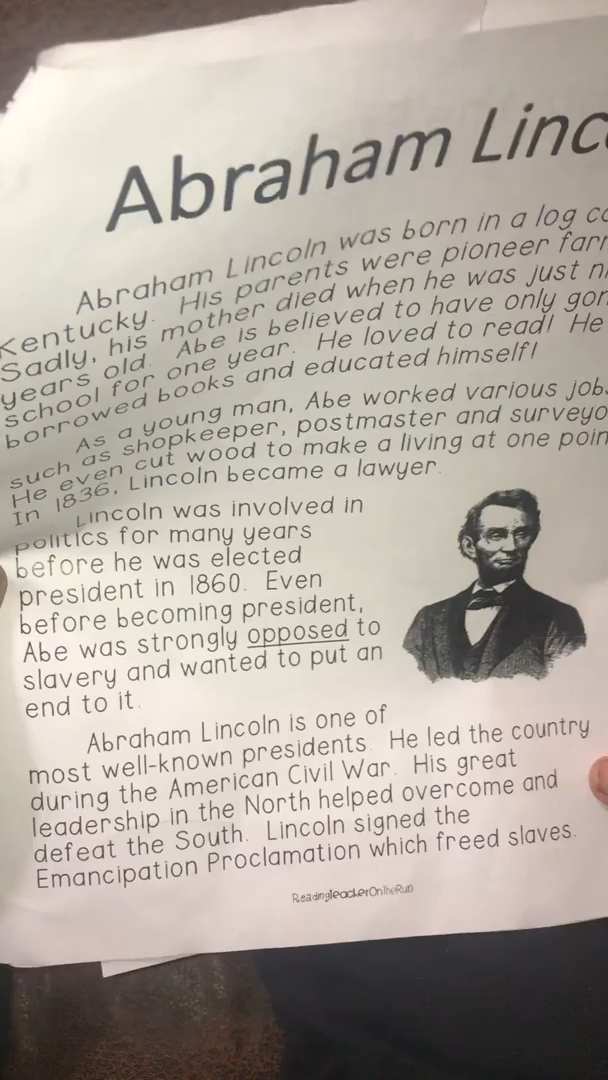 Abraham Linc
Abraham Lincoln was born in a log
Kentucky. His parents were pioneer
Sadly, his mother died when he was just
years old. Abe is believed to have only
school for one year. He loved to read! He
borrowed books and educated himself!
As a young man, Abe worked various job
such as shopkeeper, postmaster and surveyo
He even cut wood to make a living at one poin
In 1836, Lincoln became a lawyer.
Lincoln was involved in
politics for many years
before he was elected
president in 1860. Even
before becoming president,
Abe was strongly opposed to
slavery and wanted to put an
end to it.
Abraham Lincoln is one of
most well-known presidents. He led the country
during the American Civil War. His great
leadership in the North helped overcome and
defeat the South. Lincoln signed the
Emancipation Proclamation which freed slaves.
ReadingTeacherOnTheRun